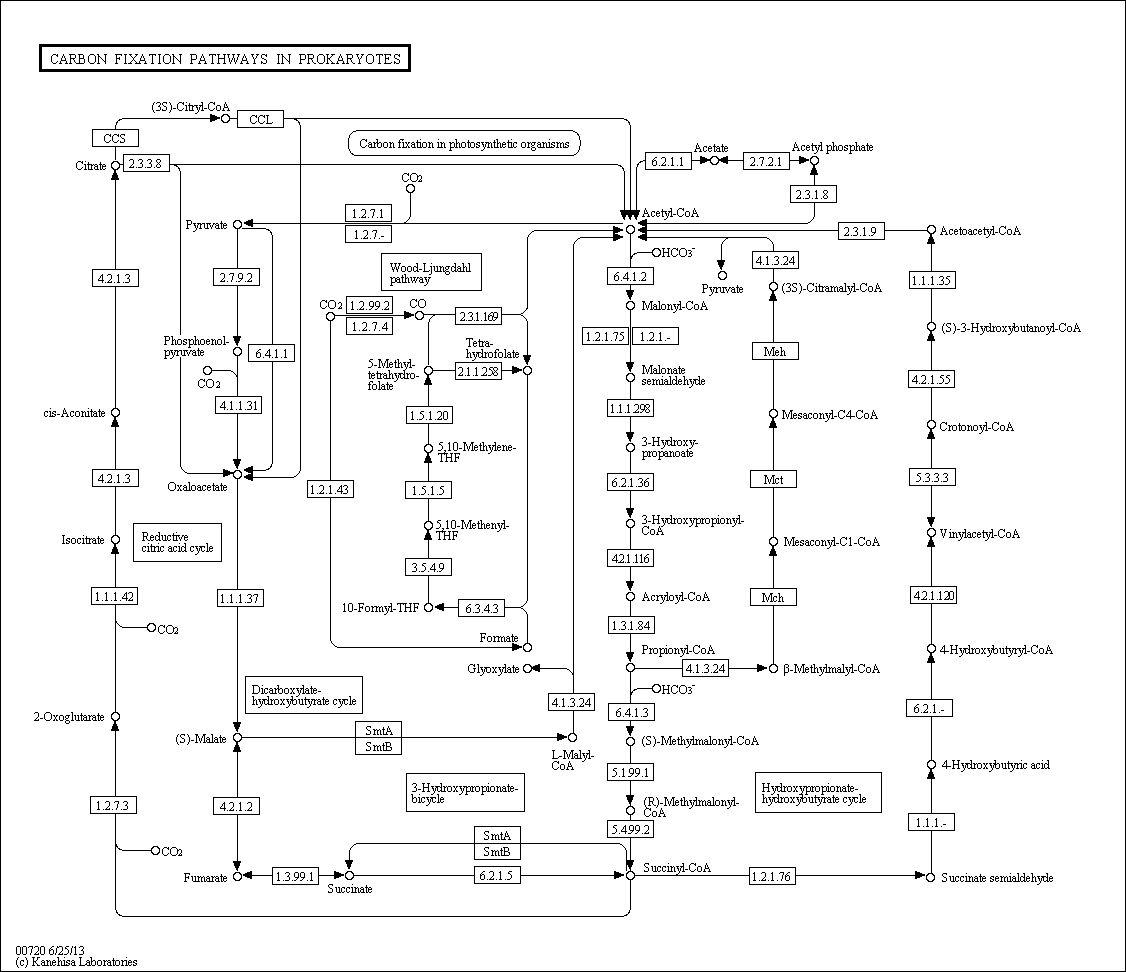 CARBON FIXATION PATHWAYS IN PROKARYOTES
(3S)-Citryl-CoA
CCL
CCS
Citrate
2.3.3.8
Carbon fixation in photosynthetic organisms
6.2.1.1
Acetate
2.7.2.1
Acetyl phosphate
2.3.1.8
CO2
Pyruvate
1.2.7.1
1.2.7.-
Acetyl-CoA
2.3.1.9
Acetoacetyl-CoA
HCO3-
4.1.3.24
Pyruvate
(3S)-Citramalyl-CoA
1.1.1.35
4.2.1.3
2.7.9.2
Wood-Ljungdahl
pathway
6.4.1.2
CO2
1.2.99.2
1.2.7.4
CO
2.3.1.169
Malonyl-CoA
1.2.1.75
1.2.1.-
(S)-3-Hydroxybutanoyl-CoA
Phosphoenol-
pyruvate
6.4.1.1
CO2
Tetra-
hydrofolate
5-Methyl-
tetrahydro-
folate
2.1.1.258
Malonate
semialdehyde
Meh
4.2.1.55
4.1.1.31
cis-Aconitate
1.5.1.20
1.1.1.298
Mesaconyl-C4-CoA
Crotonoyl-CoA
5,10-Methylene-
THF
3-Hydroxy-
propanoate
4.2.1.3
Oxaloacetate
1.2.1.43
1.5.1.5
6.2.1.36
Mct
5.3.3.3
Isocitrate
Reductive
citric acid cycle
5,10-Methenyl-
THF
3-Hydroxypropionyl-
CoA
Mesaconyl-C1-CoA
Vinylacetyl-CoA
3.5.4.9
4.2.1.116
1.1.1.42
1.1.1.37
10-Formyl-THF
6.3.4.3
Acryloyl-CoA
Mch
4.2.1.120
CO2
1.3.1.84
Formate
Propionyl-CoA
4-Hydroxybutyryl-CoA
Glyoxylate
4.1.3.24
β-Methylmalyl-CoA
Dicarboxylate-
hydroxybutyrate cycle
4.1.3.24
HCO3-
2-Oxoglutarate
6.4.1.3
6.2.1.-
(S)-Malate
SmtA
SmtB
L-Malyl-
CoA
(S)-Methylmalonyl-CoA
4-Hydroxybutyric acid
5.1.99.1
1.2.7.3
4.2.1.2
3-Hydroxypropionate-
bicycle
Hydroxypropionate-
hydroxybutyrate cycle
(R)-Methylmalonyl-
CoA
1.1.1.-
5.4.99.2
SmtA
SmtB
CO2
Fumarate
1.3.99.1
Succinate
6.2.1.5
Succinyl-CoA
1.2.1.76
Succinate semialdehyde
00720 6/25/13
(c) Kanehisa Laboratories